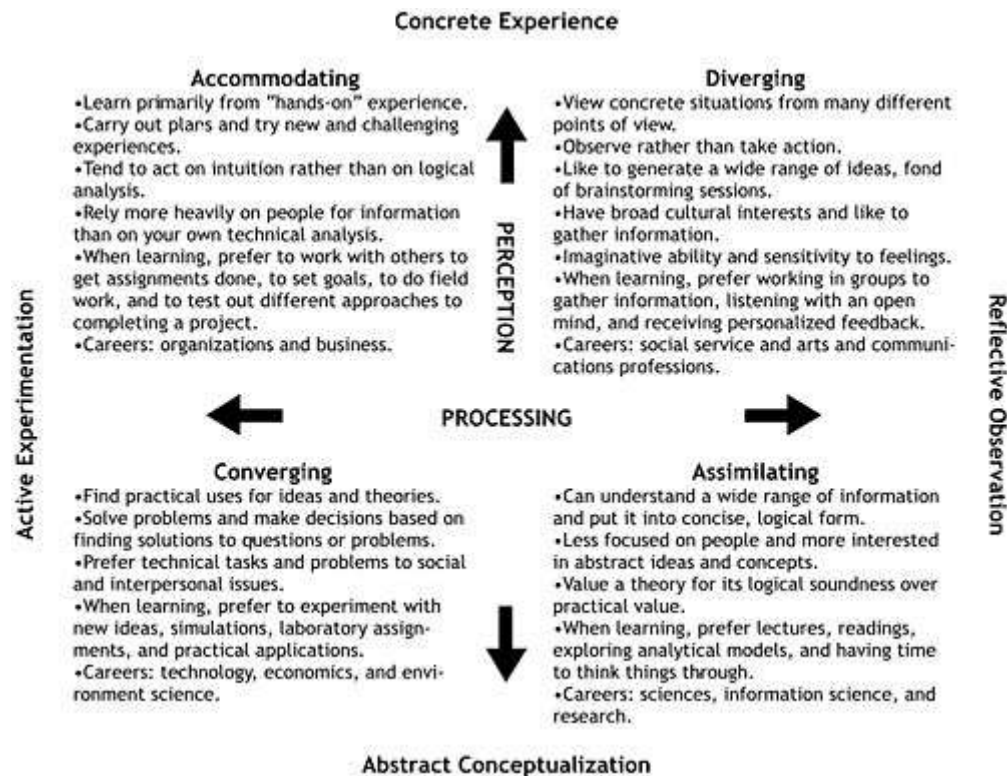 Concrete Experience
Accommodating
•Learn primarily from "hands-on" experience.
•Carry out plans and try new and challenging
experiences.
•Tend to act on intuition rather than on logical
analysis.
•Rely more heavily on people for information
than on your own technical analysis.
•When learning, prefer to work with others to
get assignments done, to set goals, to do field
work, and to test out different approaches to
completing a project.
•Careers: organizations and business.
Diverging
•View concrete situations from many different
points of view.
•Observe rather than take action.
•Like to generate a wide range of ideas, fond
of brainstorming sessions.
•Have broad cultural interests and like to
gather information.
•Imaginative ability and sensitivity to feelings.
•When learning, prefer working in groups to
gather information, listening with an open
mind, and receiving personalized feedback.
•Careers: social service and arts and communi-
cations professions.
PERCEPTION
Active Experimentation
PROCESSING
Reflective Observation
Converging
•Find practical uses for ideas and theories.
•Solve problems and make decisions based on
finding solutions to questions or problems.
•Prefer technical tasks and problems to social
and interpersonal issues.
•When learning, prefer to experiment with
new ideas, simulations, laboratory assign-
ments, and practical applications.
•Careers: technology, economics, and envi-
ronment science.
Assimilating
•Can understand a wide range of information
and put it into concise, logical form.
•Less focused on people and more interested
in abstract ideas and concepts.
•Value a theory for its logical soundness over
practical value.
•When learning, prefer lectures, readings,
exploring analytical models, and having time
to think things through.
•Careers: sciences, information science, and
research.
Abstract Conceptualization